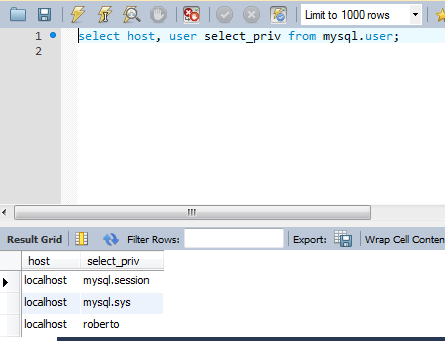 Limit to 1000 rows
1 select host, user select_priv from mysql.user;
2
Result Grid Filter Rows: Export: Wrap Cell Conten
host select_priv
localhost mysql.session
localhost mysql.sys
localhost roberto